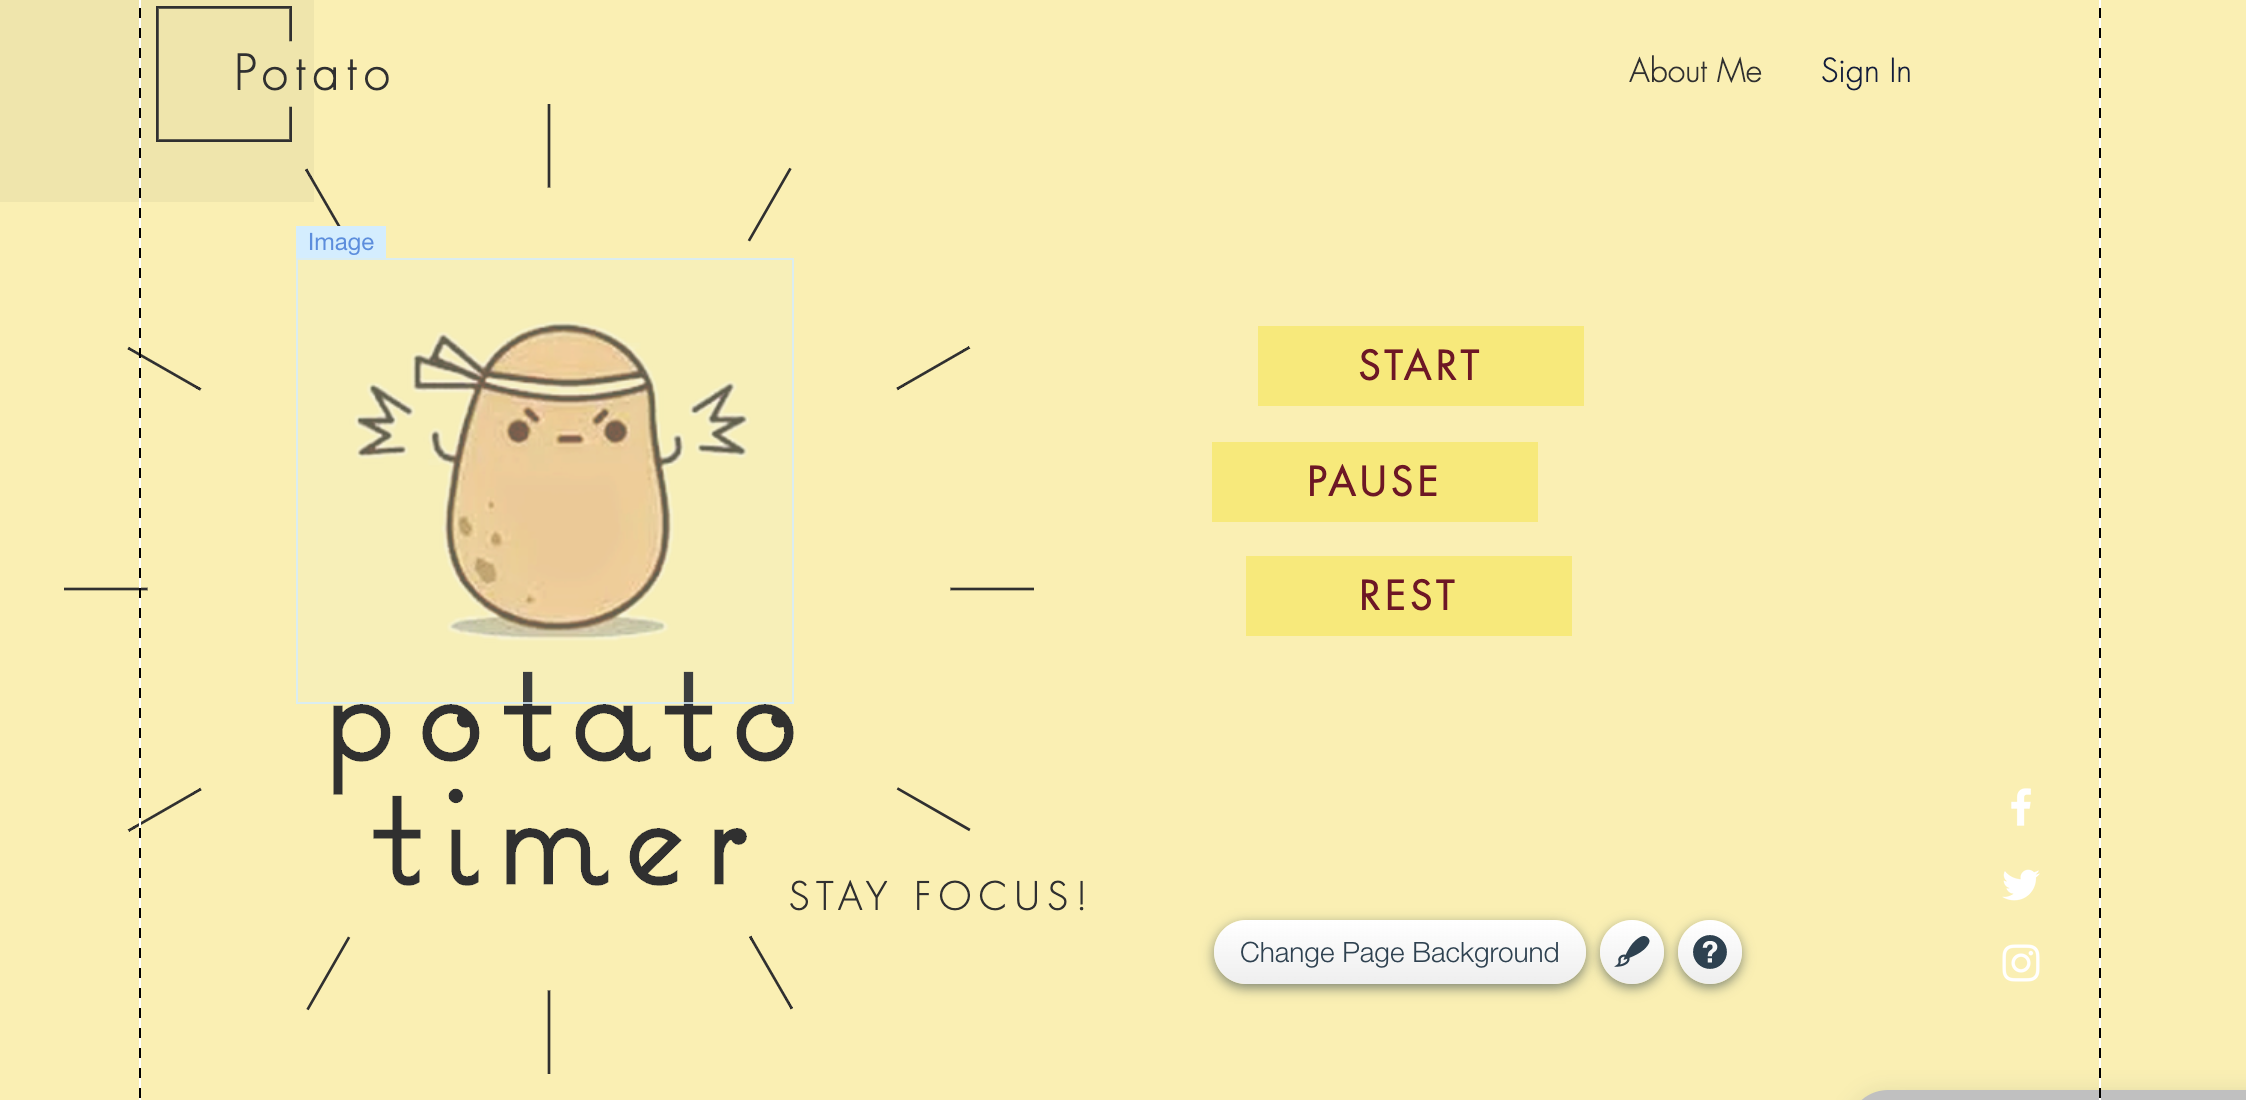 Potato
About Me
Sign In
Image
START
PAUSE
REST
potato
timer
STAY FOCUS!
Change Page Background
?